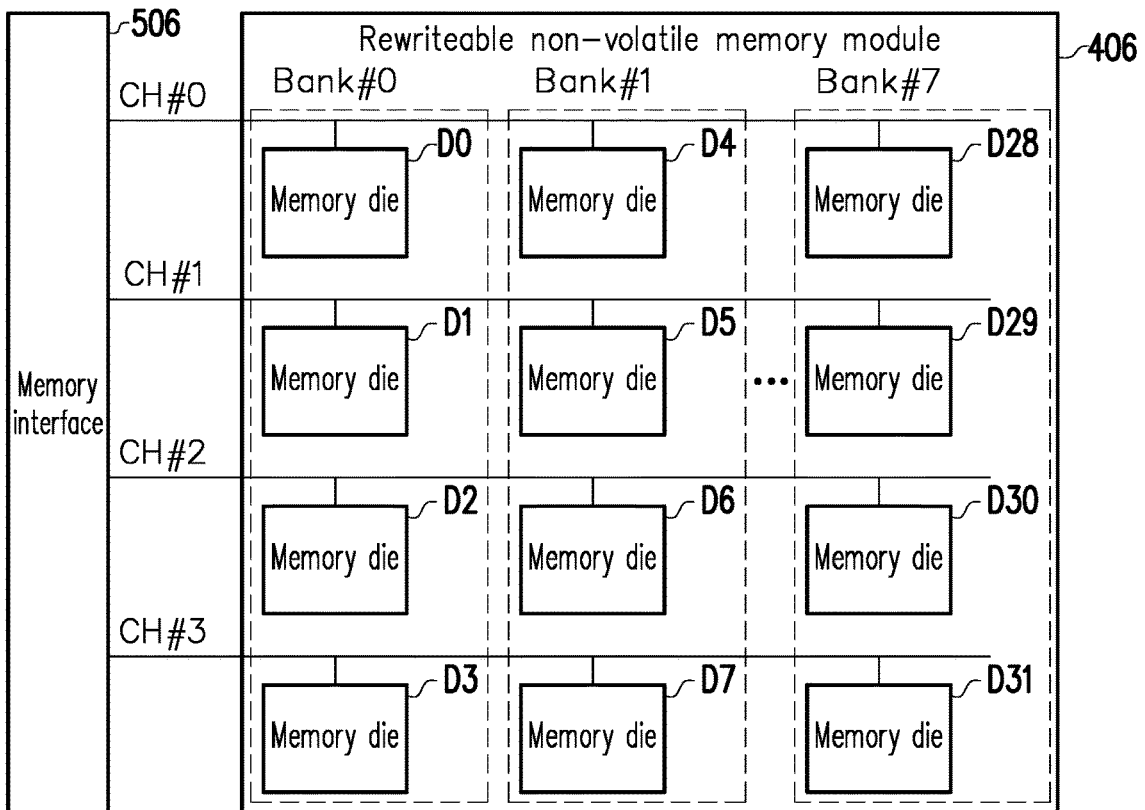 506
Rewriteable non-volatile memory module
406
Bank#0 Bank#1 Bank#7
CH#0
D0 D4 D28
Memory die Memory die Memory die
CH#1
D1 D5 D29
Memory die Memory die ••• Memory die
Memory
interface
CH#2
D2 D6 D30
Memory die Memory die Memory die
CH#3
D3 D7 D31
Memory die Memory die Memory die